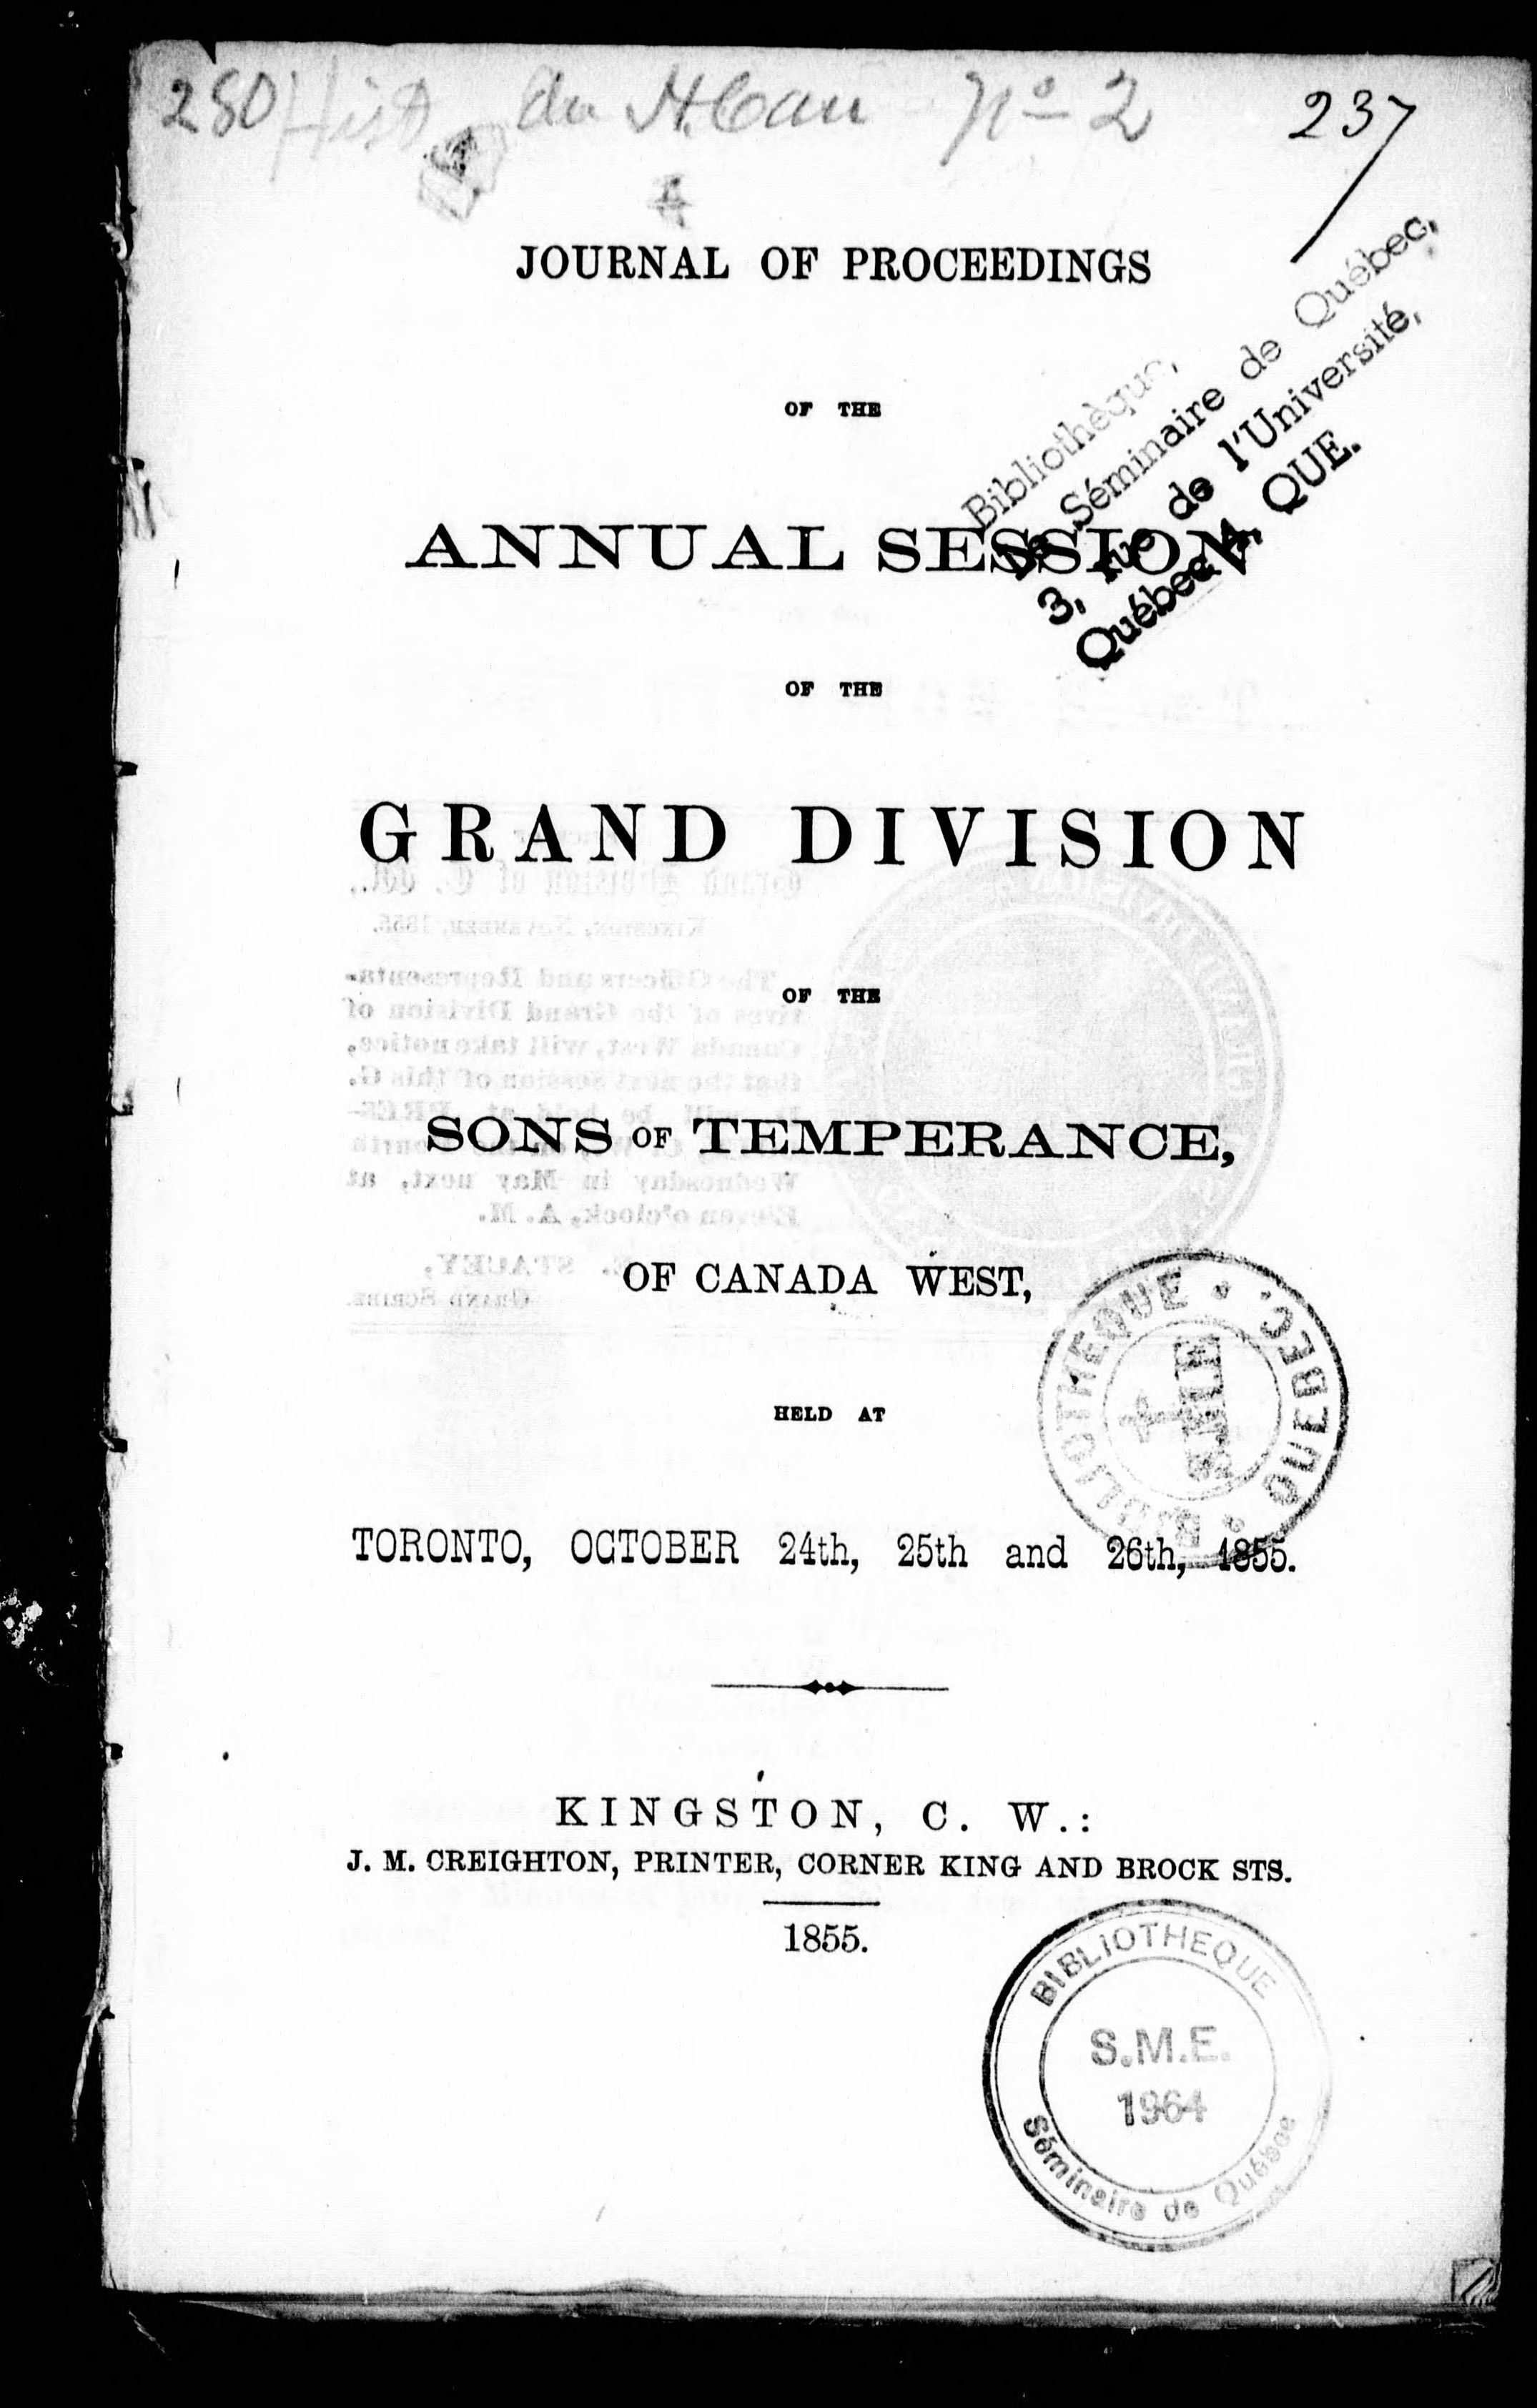 280 Hist du H. Can No 2 237
JOURNAL OF PROCEEDINGS
OF THE
ANNUAL SESSION
Bibliothèque,
Séminaire de Québec,
3, rue de l'Université,
Québec 4, QUE.
OF THE
GRAND DIVISION
OF THE
SONS OF TEMPERANCE,
OF CANADA WEST,
HELD AT
BIBLIOTHEQUE
QUEBEC
TORONTO, OCTOBER 24th, 25th and 26th, 1855.
KINGSTON, C. W.:
J. M. CREIGHTON, PRINTER, CORNER KING AND BROCK STS.
1855.
BIBLIOTHEQUE
S.M.E.
1964
Séminaire de Québec